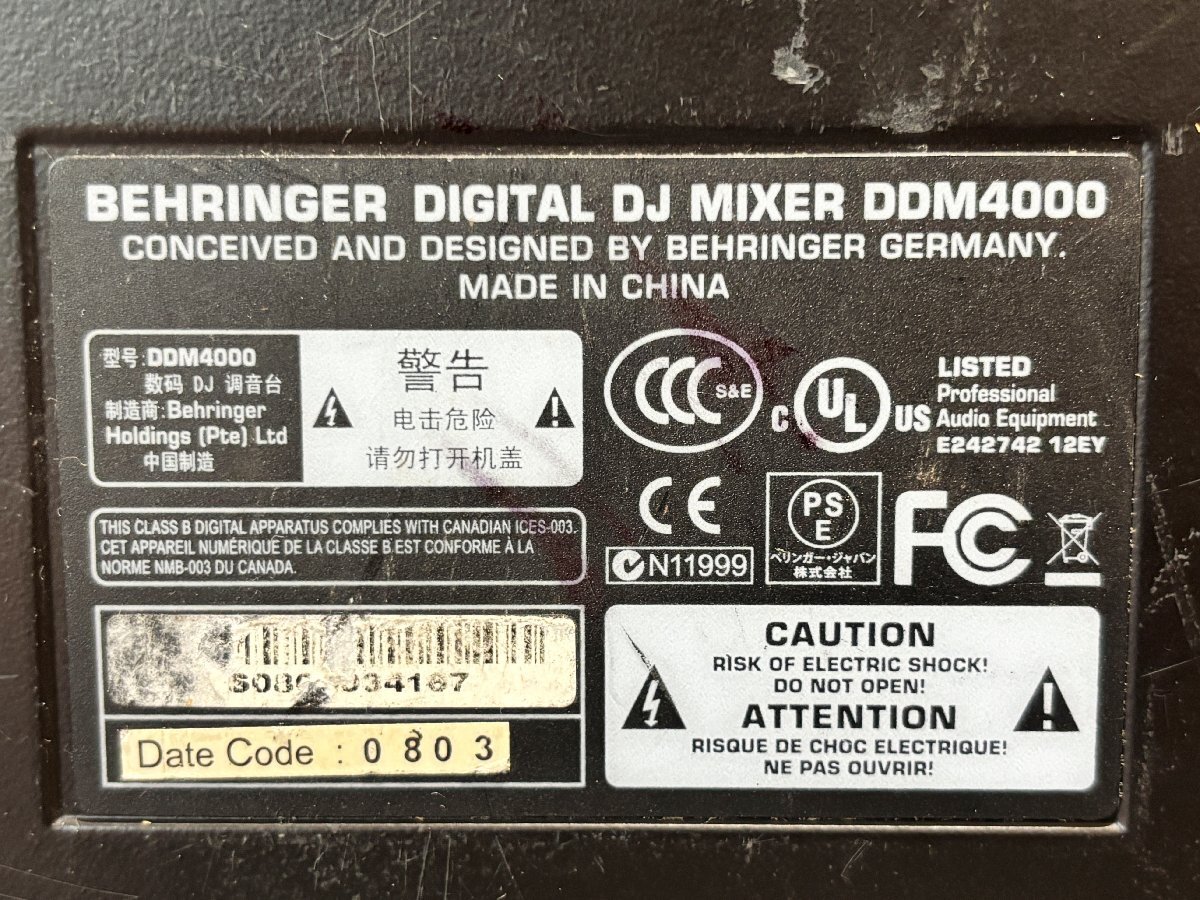 BEHRINGER DIGITAL DJ MIXER DDM4000
CONCEIVED AND DESIGNED BY BEHRINGER GERMANY.
MADE IN CHINA
型号:DDM4000
数码 DJ 调音台
制造商:Behringer
Holdings (Pte) Ltd
中国制造
警告
电击危险
请勿打开机盖
CCC S&E
C UL US
LISTED
Professional
Audio Equipment
E242742 12EY
THIS CLASS B DIGITAL APPARATUS COMPLIES WITH CANADIAN ICES-003.
CET APPAREIL NUMÉRIQUE DE LA CLASSE B EST CONFORME À LA
NORME NMB-003 DU CANADA.
CE
N11999
PS
E
ベリンガー・ジャパン
株式会社
FC
Date Code : 0803
CAUTION
RISK OF ELECTRIC SHOCK!
DO NOT OPEN!
ATTENTION
RISQUE DE CHOC ELECTRIQUE!
NE PAS OUVRIR!